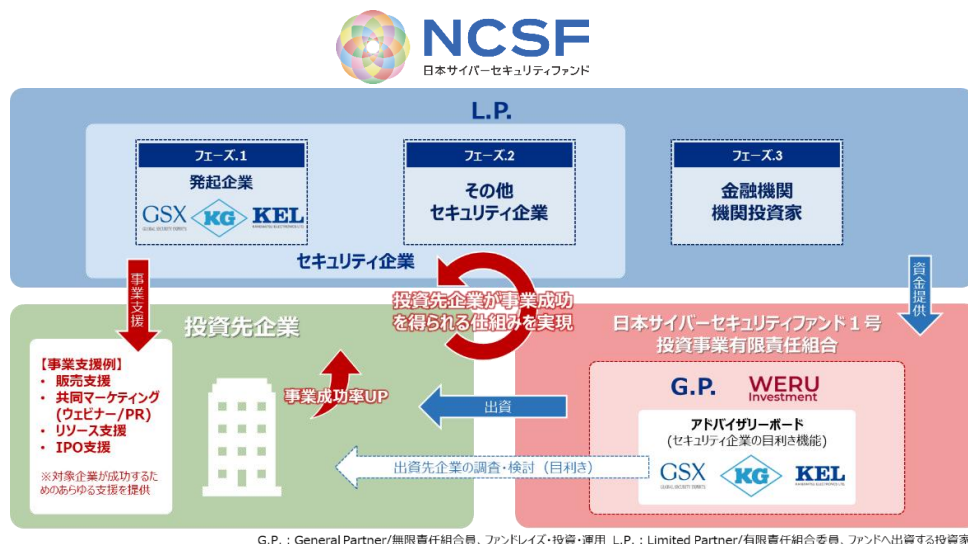 NCSF
日本サイバーセキュリティファンド
L.P.
フェーズ.1
発起企業
GSX
GLOBAL SECURITY EXPERTS
KG
KEL
フェーズ.2
その他
セキュリティ企業
フェーズ.3
金融機関
機関投資家
セキュリティ企業
事業支援
資金提供
投資先企業が事業成功
を得られる仕組みを実現
投資先企業
【事業支援例】
・ 販売支援
・ 共同マーケティング
(ウェビナー/PR)
・ リソース支援
・ IPO支援
※対象企業が成功するた
めのあらゆる支援を提供
事業成功率UP
出資
出資先企業の調査・検討（目利き）
日本サイバーセキュリティファンド１号
投資事業有限責任組合
G.P.
WERU
Investment
アドバイザリーボード
(セキュリティ企業の目利き機能)
GSX
GLOBAL SECURITY EXPERTS
KG
KEL
G.P.：General Partner/無限責任組合員、ファンドレイズ・投資・運用 L.P.：Limited Partner/有限責任組合委員、ファンドへ出資する投資家